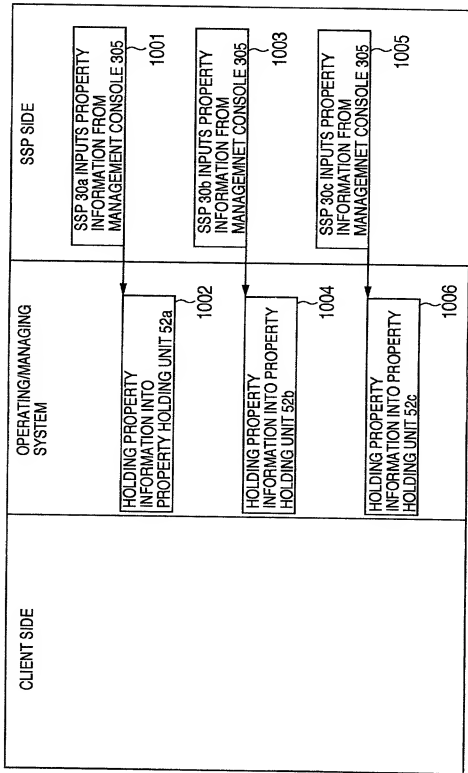 CLIENT SIDE
OPERATING/MANAGING
SYSTEM
SSP SIDE
SSP 30a INPUTS PROPERTY
INFORMATION FROM
MANAGEMENT CONSOLE 305
1001
HOLDING PROPERTY
INFORMATION INTO
PROPERTY HOLDING UNIT 52a
1002
SSP 30b INPUTS PROPERTY
INFORMATION FROM
MANAGEMNET CONSOLE 305
1003
HOLDING PROPERTY
INFORMATION INTO PROPERTY
HOLDING UNIT 52b
1004
SSP 30c INPUTS PROPERTY
INFORMATION FROM
MANAGEMNET CONSOLE 305
1005
HOLDING PROPERTY
INFORMATION INTO PROPERTY
HOLDING UNIT 52c
1006